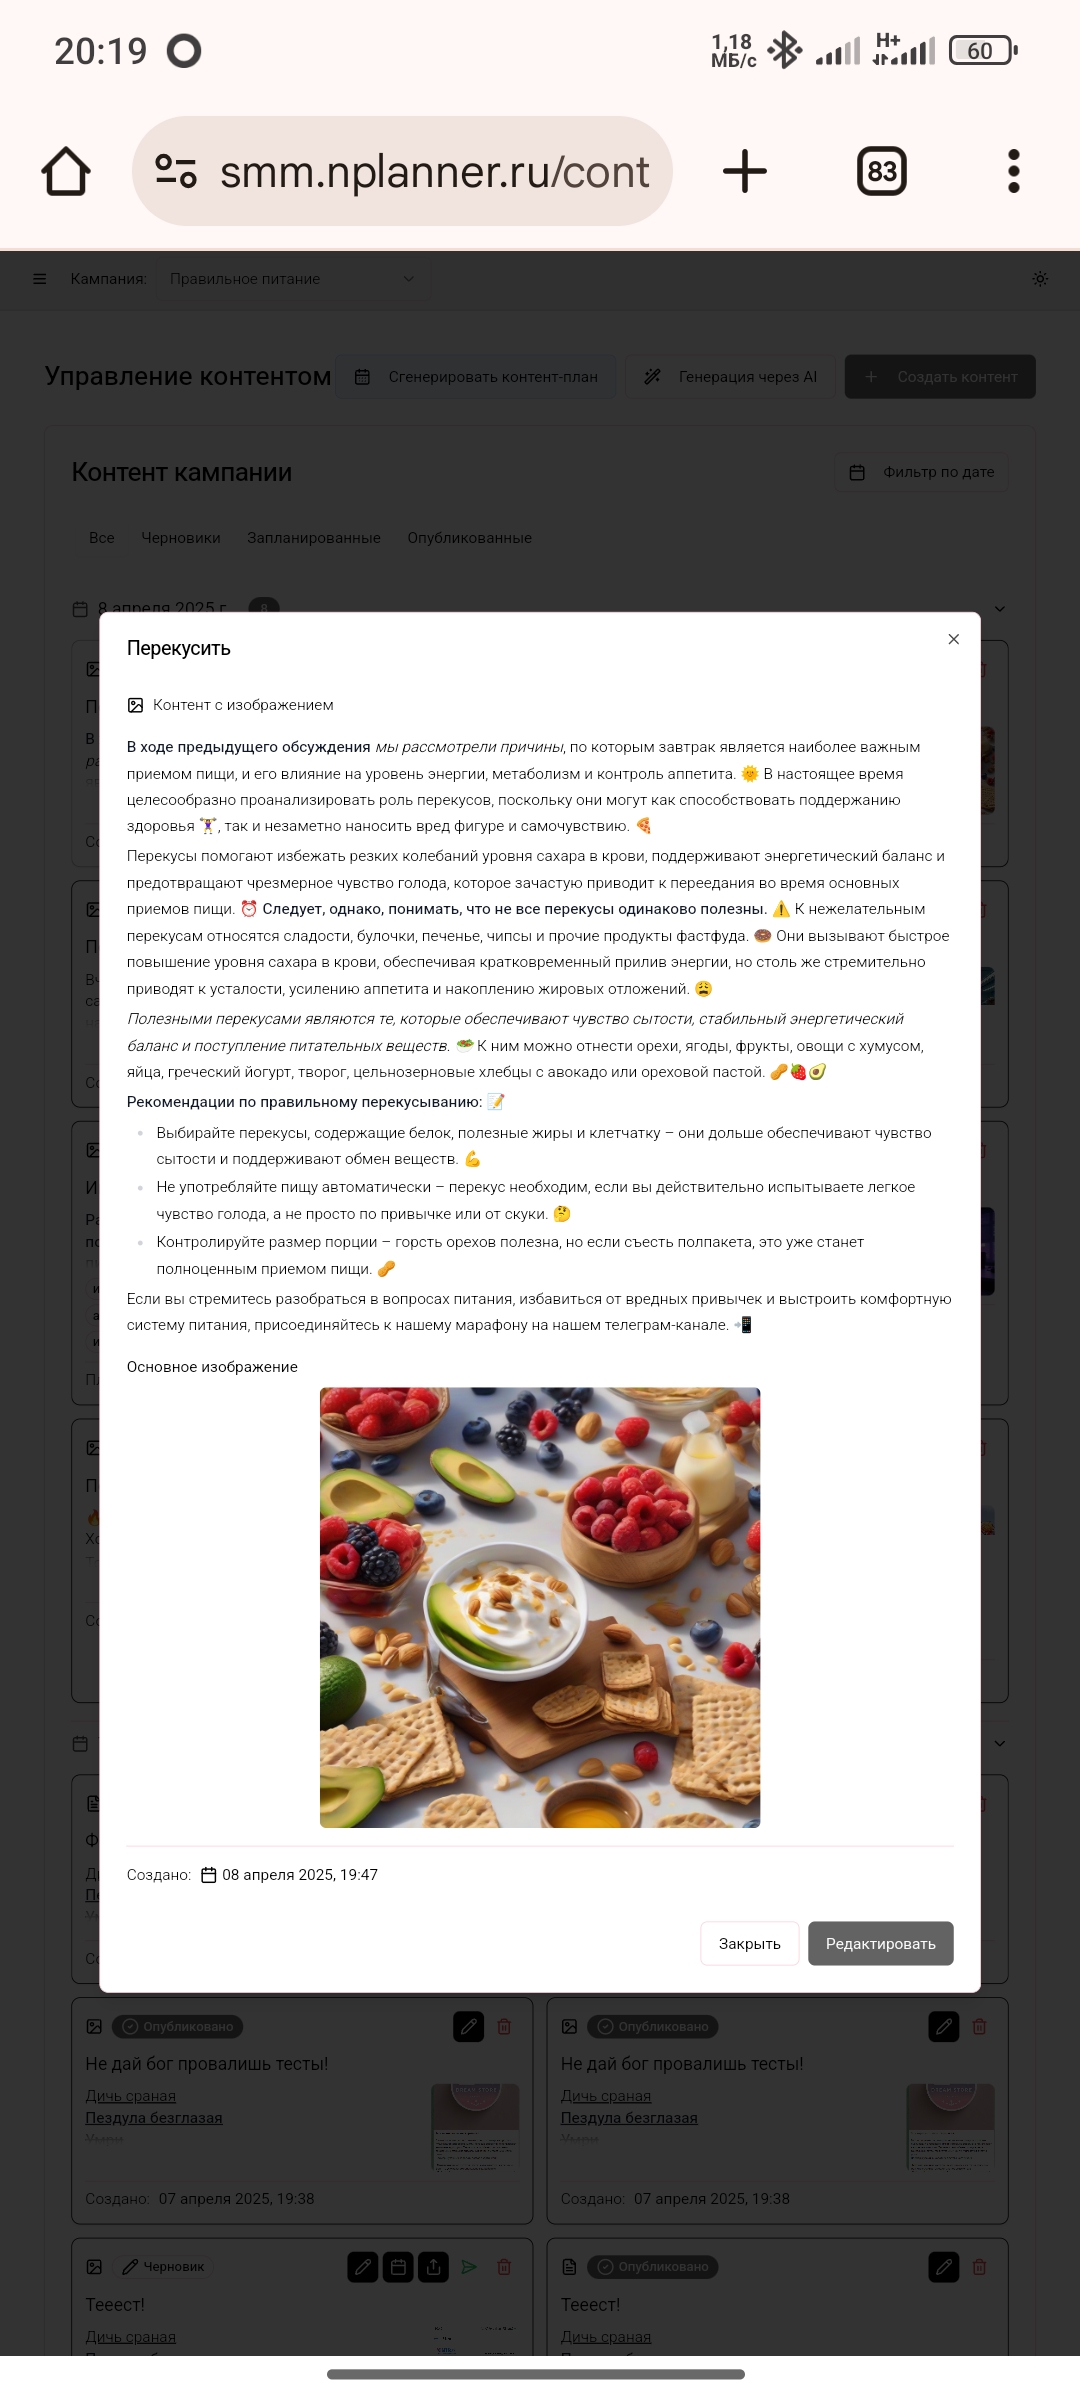 20:19
1,18
МБ/с
H+
60
smm.nplanner.ru/cont
83
Кампания: Правильное питание
Управление контентом
Сгенерировать контент-план
Генерация через AI
Создать контент
Контент кампании
Фильтр по дате
Все Черновики Запланированные Опубликованные
8 апреля 2025 г. 8
Перекусить
Контент с изображением
В ходе предыдущего обсуждения мы рассмотрели причины, по которым завтрак является наиболее важным
приемом пищи, и его влияние на уровень энергии, метаболизм и контроль аппетита. 🌞 В настоящее время
целесообразно проанализировать роль перекусов, поскольку они могут как способствовать поддержанию
здоровья 🏋️‍♀️, так и незаметно наносить вред фигуре и самочувствию. 🍕
Перекусы помогают избежать резких колебаний уровня сахара в крови, поддерживают энергетический баланс и
предотвращают чрезмерное чувство голода, которое зачастую приводит к переедания во время основных
приемов пищи. ⏰ Следует, однако, понимать, что не все перекусы одинаково полезны. ⚠️ К нежелательным
перекусам относятся сладости, булочки, печенье, чипсы и прочие продукты фастфуда. 🍩 Они вызывают быстрое
повышение уровня сахара в крови, обеспечивая кратковременный прилив энергии, но столь же стремительно
приводят к усталости, усилению аппетита и накоплению жировых отложений. 😩
Полезными перекусами являются те, которые обеспечивают чувство сытости, стабильный энергетический
баланс и поступление питательных веществ. 🥗 К ним можно отнести орехи, ягоды, фрукты, овощи с хумусом,
яйца, греческий йогурт, творог, цельнозерновые хлебцы с авокадо или ореховой пастой. 🥜🍓🥑
Рекомендации по правильному перекусыванию: 📝
Выбирайте перекусы, содержащие белок, полезные жиры и клетчатку – они дольше обеспечивают чувство
сытости и поддерживают обмен веществ. 💪
Не употребляйте пищу автоматически – перекус необходим, если вы действительно испытываете легкое
чувство голода, а не просто по привычке или от скуки. 🤔
Контролируйте размер порции – горсть орехов полезна, но если съесть полпакета, это уже станет
полноценным приемом пищи. 🥜
Если вы стремитесь разобраться в вопросах питания, избавиться от вредных привычек и выстроить комфортную
систему питания, присоединяйтесь к нашему марафону на нашем телеграм-канале. 📲
Основное изображение
Создано: 08 апреля 2025, 19:47
Закрыть Редактировать
Опубликовано
Не дай бог провалишь тесты!
Дичь сраная
Пездула безглазая
Умри
Создано: 07 апреля 2025, 19:38
Опубликовано
Не дай бог провалишь тесты!
Дичь сраная
Пездула безглазая
Умри
Создано: 07 апреля 2025, 19:38
Черновик
Тееест!
Дичь сраная
Опубликовано
Тееест!
Дичь сраная